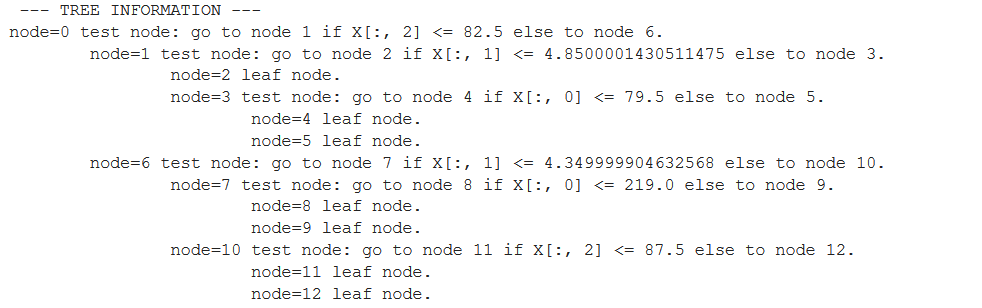 --- TREE INFORMATION ---
node=0 test node: go to node 1 if X[:, 2] <= 82.5 else to node 6.
node=1 test node: go to node 2 if X[:, 1] <= 4.8500001430511475 else to node 3.
node=2 leaf node.
node=3 test node: go to node 4 if X[:, 0] <= 79.5 else to node 5.
node=4 leaf node.
node=5 leaf node.
node=6 test node: go to node 7 if X[:, 1] <= 4.349999904632568 else to node 10.
node=7 test node: go to node 8 if X[:, 0] <= 219.0 else to node 9.
node=8 leaf node.
node=9 leaf node.
node=10 test node: go to node 11 if X[:, 2] <= 87.5 else to node 12.
node=11 leaf node.
node=12 leaf node.